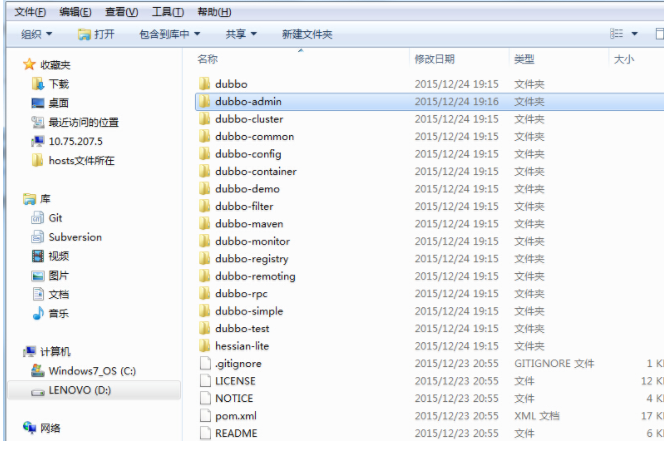 文件(F) 编辑(E) 查看(V) 工具(T) 帮助(H)
组织 打开 包含到库中 共享 新建文件夹
收藏夹
下载
桌面
最近访问的位置
10.75.207.5
hosts文件所在
库
Git
Subversion
视频
图片
文档
音乐
计算机
Windows7_OS (C:)
LENOVO (D:)
网络
名称 修改日期 类型 大小
dubbo 2015/12/24 19:15 文件夹
dubbo-admin 2015/12/24 19:16 文件夹
dubbo-cluster 2015/12/24 19:15 文件夹
dubbo-common 2015/12/24 19:15 文件夹
dubbo-config 2015/12/24 19:15 文件夹
dubbo-container 2015/12/24 19:15 文件夹
dubbo-demo 2015/12/24 19:15 文件夹
dubbo-filter 2015/12/24 19:15 文件夹
dubbo-maven 2015/12/24 19:15 文件夹
dubbo-monitor 2015/12/24 19:15 文件夹
dubbo-registry 2015/12/24 19:15 文件夹
dubbo-remoting 2015/12/24 19:15 文件夹
dubbo-rpc 2015/12/24 19:15 文件夹
dubbo-simple 2015/12/24 19:15 文件夹
dubbo-test 2015/12/24 19:15 文件夹
hessian-lite 2015/12/24 19:15 文件夹
.gitignore 2015/12/23 20:55 GITIGNORE 文件 1 K
LICENSE 2015/12/23 20:55 文件 12 K
NOTICE 2015/12/23 20:55 文件 4 K
pom.xml 2015/12/23 20:55 XML 文档 17 K
README 2015/12/23 20:55 文件 6 K